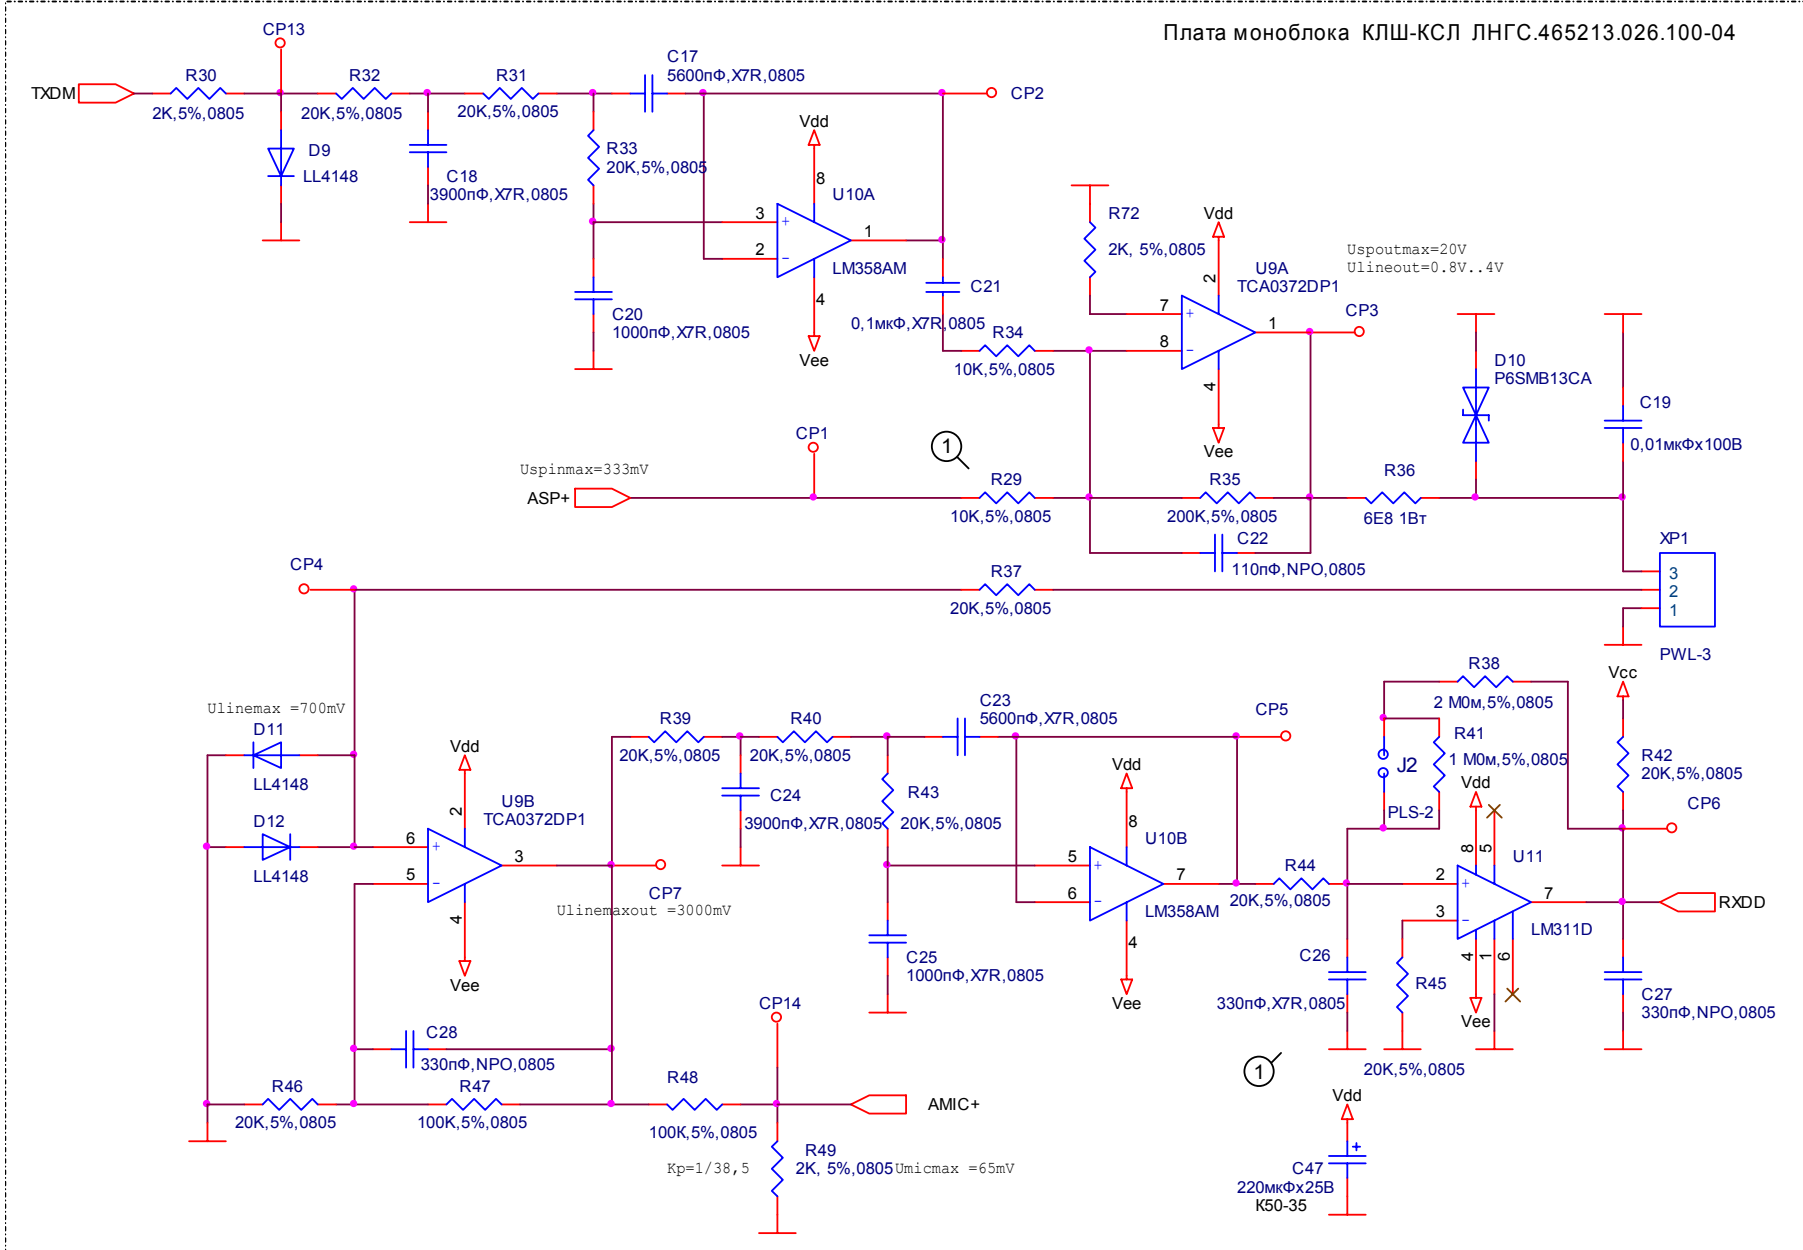 Плата моноблока КЛШ-КСЛ ЛНГС.465213.026.100-04
CP13
TXDM
R30
2K,5%,0805
R32
20K,5%,0805
R31
20K,5%,0805
C17
5600пФ,X7R,0805
CP2
D9
LL4148
C18
3900пФ,X7R,0805
R33
20K,5%,0805
Vdd
8
U10A
3
+
2
−
1
4
LM358AM
Vee
C20
1000пФ,X7R,0805
C21
0,1мкФ,X7R,0805
R34
10K,5%,0805
R72
2K, 5%,0805
Vdd
2
U9A
TCA0372DP1
7
+
8
−
1
4
Vee
CP3
Uspoutmax=20V
Ulineout=0.8V..4V
D10
P6SMB13CA
C19
0,01мкФх100В
CP1
1
Uspinmax=333mV
ASP+
R29
10K,5%,0805
R35
200K,5%,0805
R36
6E8 1Вт
C22
110пФ,NPO,0805
XP1
3
2
1
PWL-3
CP4
R37
20K,5%,0805
Ulinemax =700mV
D11
LL4148
D12
LL4148
Vdd
2
U9B
TCA0372DP1
6
+
5
−
3
4
Vee
CP7
Ulinemaxout =3000mV
R39
20K,5%,0805
R40
20K,5%,0805
C23
5600пФ,X7R,0805
CP5
C24
3900пФ,X7R,0805
R43
20K,5%,0805
Vdd
8
U10B
5
+
6
−
7
4
LM358AM
Vee
C25
1000пФ,X7R,0805
R44
20K,5%,0805
R38
2 МОм,5%,0805
R41
1 МОм,5%,0805
J2
PLS-2
Vcc
R42
20K,5%,0805
CP6
Vdd
8
5
U11
2
+
3
−
7
4
1
6
LM311D
Vee
RXDD
C26
330пФ,X7R,0805
R45
20K,5%,0805
C27
330пФ,NPO,0805
1
C28
330пФ,NPO,0805
R46
20K,5%,0805
R47
100K,5%,0805
R48
100K,5%,0805
CP14
AMIC+
Kp=1/38,5
R49
2K, 5%,0805
Umicmax =65mV
Vdd
+
C47
220мкФх25В
К50-35